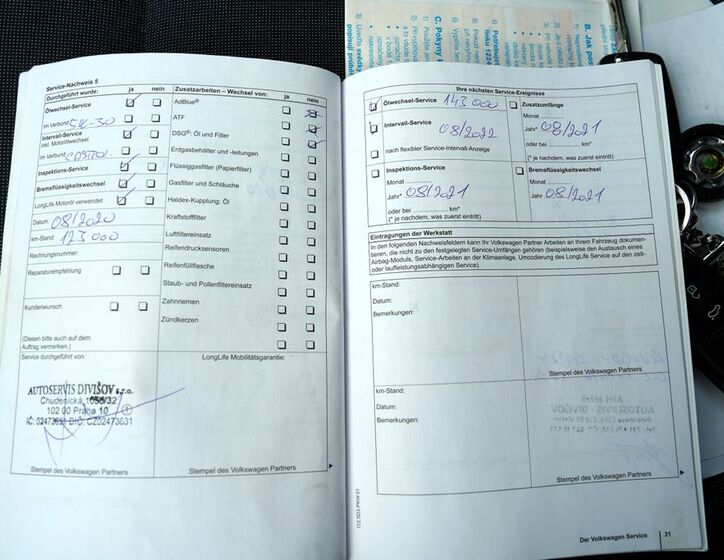 Service-Nachweis 5
Durchgeführt wurde: ja nein
Ölwechsel-Service
im Verbund 5W-30
Intervall-Service
inkl. Motorölwechsel
im Verbund CASTROL
Inspektions-Service
Bremsflüssigkeitswechsel
LongLife Motoröl verwendet
Datum: 08/2020
km-Stand: 123 000
Rechnungsnummer:
Reparaturempfehlung
Kundenwunsch
(Diesen bitte auch auf dem
Auftrag vermerken.)
Service durchgeführt von:
AUTOSERVIS DIVIŠOV s.r.o.
Chudenická 1058/32
102 00 Praha 10
Stempel des Volkswagen Partners
Zusatzarbeiten – Wechsel von: ja nein
AdBlue®
ATF
DSG®: Öl und Filter
Erdgasbehälter und -leitungen
Flüssiggasfilter (Papierfilter)
Gasfilter und Schläuche
Haldex-Kupplung: Öl
Kraftstofffilter
Luftfiltereinsatz
Reifendrucksensoren
Reifenfüllflasche
Staub- und Pollenfiltereinsatz
Zahnriemen
Zündkerzen
LongLife Mobilitätsgarantie:
Stempel des Volkswagen Partners
Ihre nächsten Service-Ereignisse
Ölwechsel-Service 143 000
Intervall-Service
08/2022
nach flexibler Service-Intervall-Anzeige
Zusatzumfänge
Monat
Jahr* 08/2021
oder bei km*
(* je nachdem, was zuerst eintritt)
Inspektions-Service
Monat
Jahr* 08/2021
oder bei km*
(* je nachdem, was zuerst eintritt)
Bremsflüssigkeitswechsel
Monat
Jahr 08/2021
Eintragungen der Werkstatt
In den folgenden Nachweisfeldern kann Ihr Volkswagen Partner Arbeiten an Ihrem Fahrzeug dokumen-
tieren, die nicht zu den festgelegten Service-Umfängen gehören (beispielsweise den Austausch eines
Airbag-Moduls, Service-Arbeiten an der Klimaanlage, Umcodierung des LongLife Service auf den zeit-
oder laufleistungsabhängigen Service).
km-Stand:
Datum:
Bemerkungen:
Stempel des Volkswagen Partners
km-Stand:
Datum:
Bemerkungen:
Stempel des Volkswagen Partners
Der Volkswagen Service 31
112.5D3.PKW.01
C. Pokyny
B. Jak pos